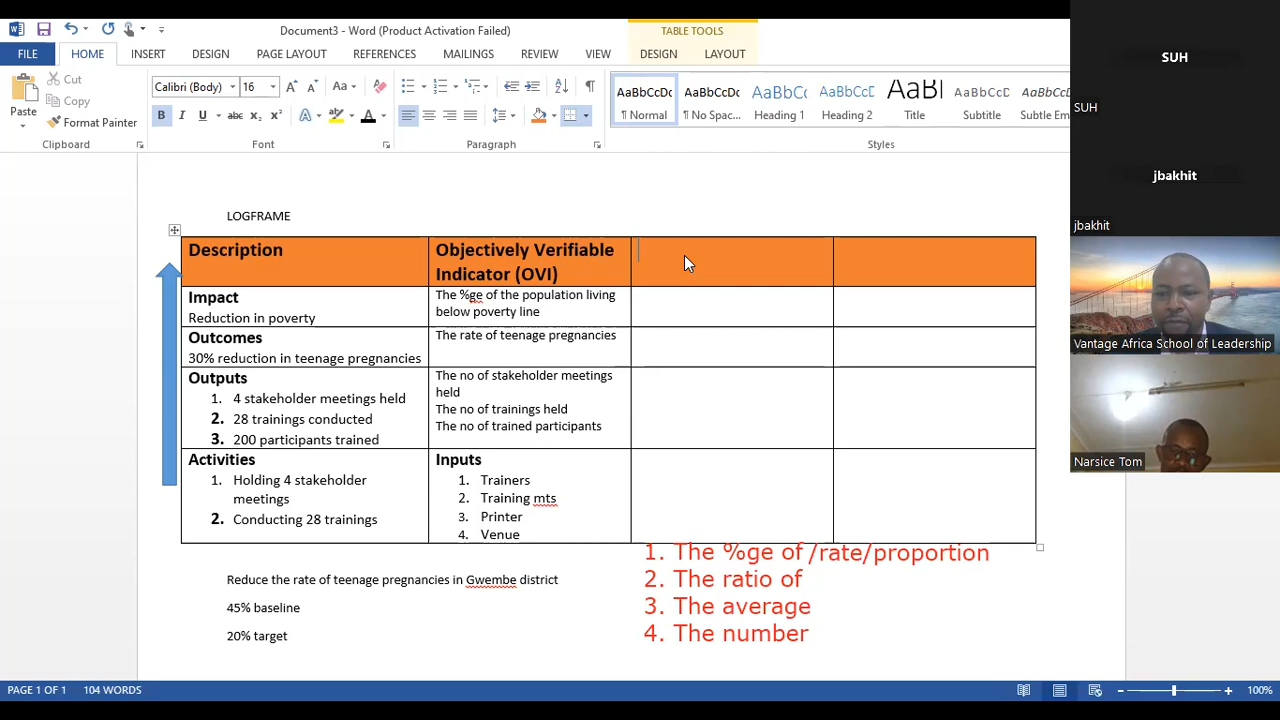 Document3 - Word (Product Activation Failed)
TABLE TOOLS
FILE HOME INSERT DESIGN PAGE LAYOUT REFERENCES MAILINGS REVIEW VIEW DESIGN LAYOUT
Paste
Cut
Copy
Format Painter
Calibri (Body) 16
AaBbCcDc AaBbCcDc AaBbC AaBbCcD AaBl AaBbCcD AaBbCcD
¶ Normal ¶ No Spac... Heading 1 Heading 2 Title Subtitle Subtle Em
Clipboard Font Paragraph Styles
LOGFRAME
Description
Objectively Verifiable
Indicator (OVI)
Impact
Reduction in poverty
The %ge of the population living
below poverty line
Outcomes
30% reduction in teenage pregnancies
The rate of teenage pregnancies
Outputs
1. 4 stakeholder meetings held
2. 28 trainings conducted
3. 200 participants trained
The no of stakeholder meetings
held
The no of trainings held
The no of trained participants
Activities
1. Holding 4 stakeholder
meetings
2. Conducting 28 trainings
Inputs
1. Trainers
2. Training mts
3. Printer
4. Venue
1. The %ge of /rate/proportion
2. The ratio of
3. The average
4. The number
Reduce the rate of teenage pregnancies in Gwembe district
45% baseline
20% target
PAGE 1 OF 1 104 WORDS
100%
SUH
SUH
jbakhit
jbakhit
Vantage Africa School of Leadership
Narsice Tom